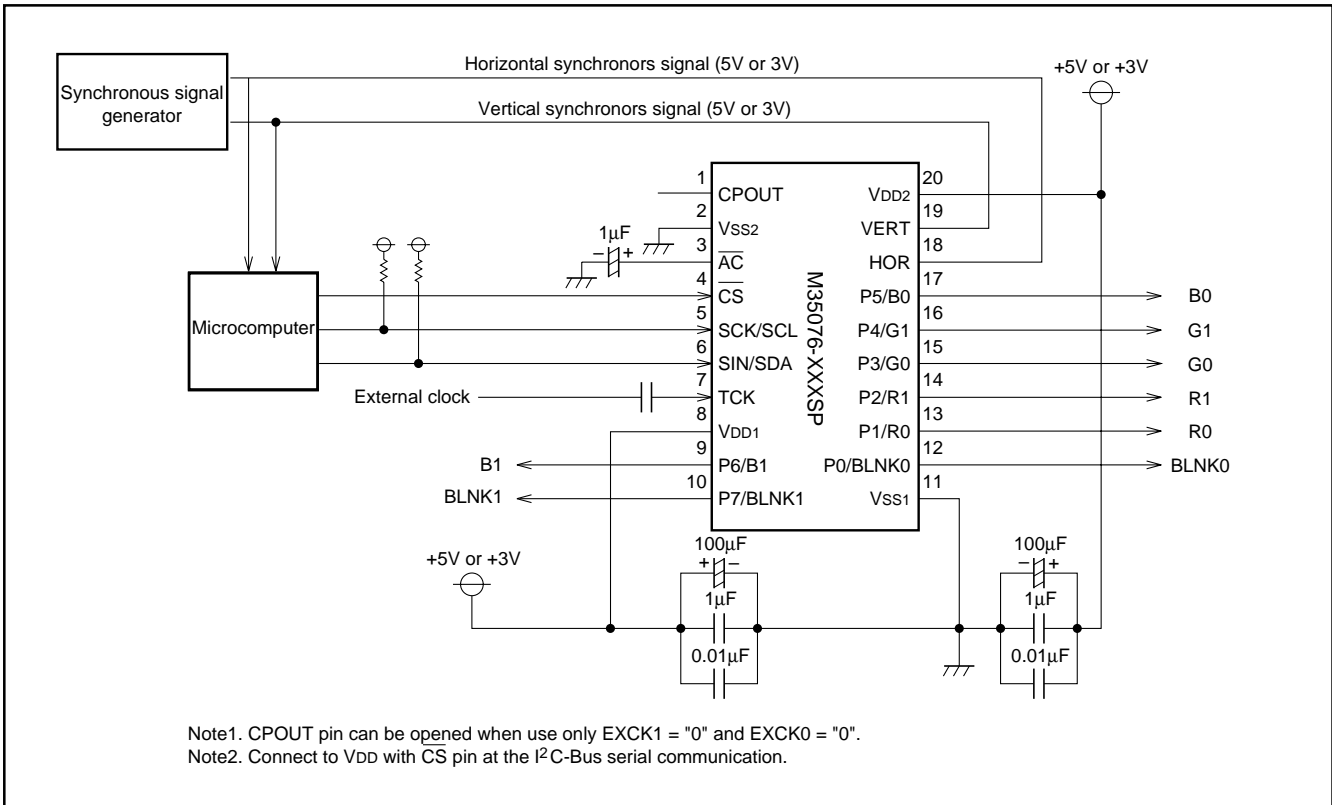 Horizontal synchronors signal (5V or 3V)
+5V or +3V
Synchronous signal
generator
Vertical synchronors signal (5V or 3V)
1
CPOUT
2
VSS2
1μF
− +
3
AC
4
CS
Microcomputer
5
SCK/SCL
6
SIN/SDA
External clock
7
TCK
8
VDD1
B1
9
P6/B1
BLNK1
10
P7/BLNK1
M35076-XXXSP
20
VDD2
19
VERT
18
HOR
17
P5/B0
B0
16
P4/G1
G1
15
P3/G0
G0
14
P2/R1
R1
13
P1/R0
R0
12
P0/BLNK0
BLNK0
11
VSS1
+5V or +3V
100μF
+ −
1μF
0.01μF
100μF
− +
1μF
0.01μF
Note1. CPOUT pin can be opened when use only EXCK1 = "0" and EXCK0 = "0".
Note2. Connect to VDD with CS pin at the I2C-Bus serial communication.